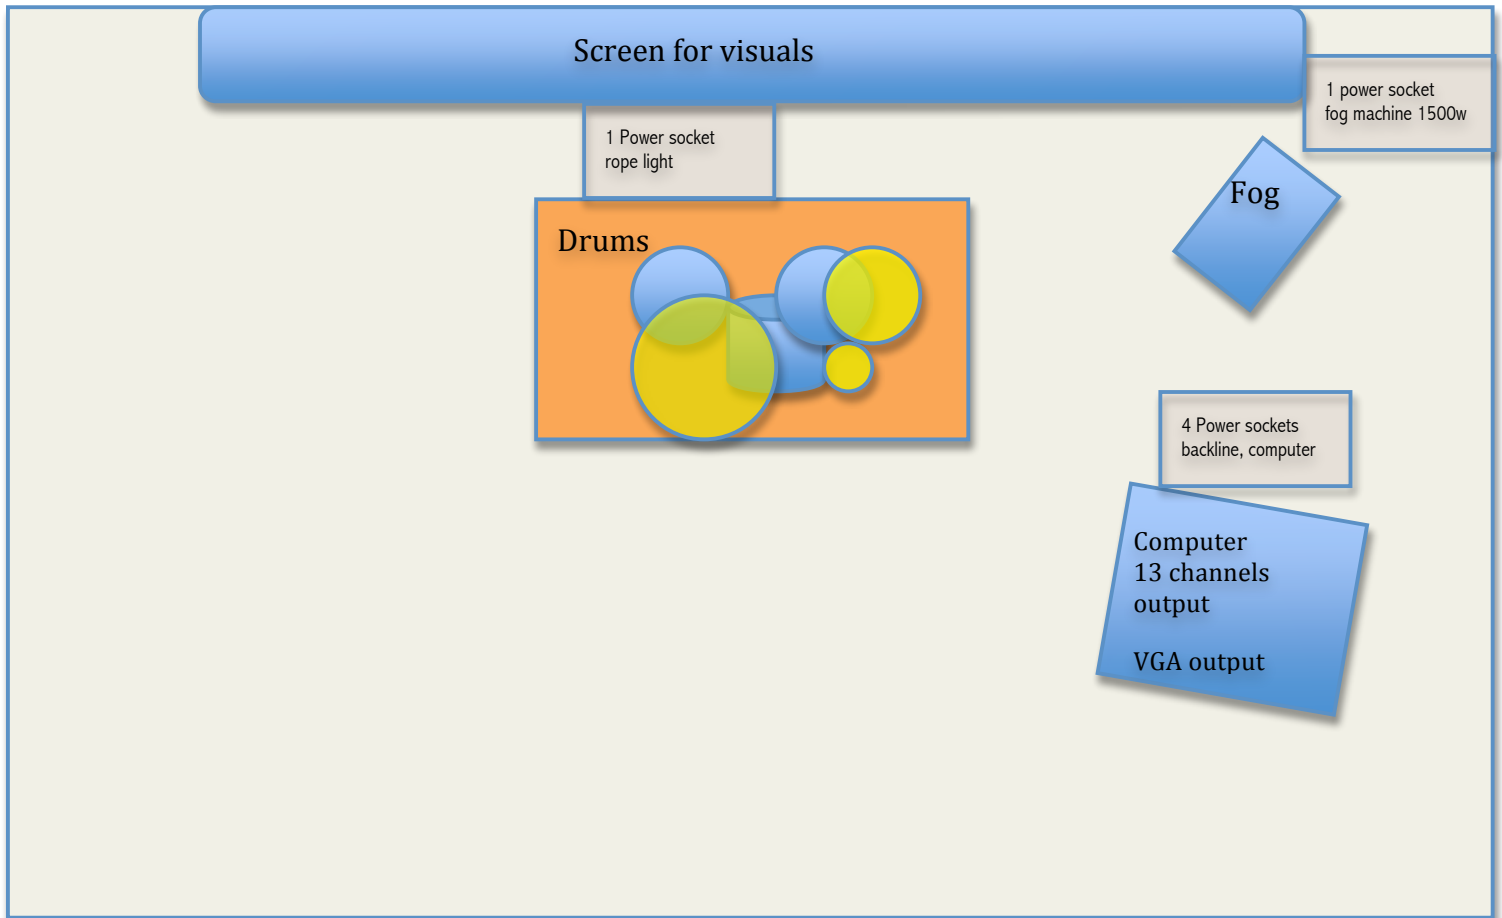 Screen for visuals
1 power socket
fog machine 1500w
1 Power socket
rope light
Fog
Drums
4 Power sockets
backline, computer
Computer
13 channels
output
VGA output